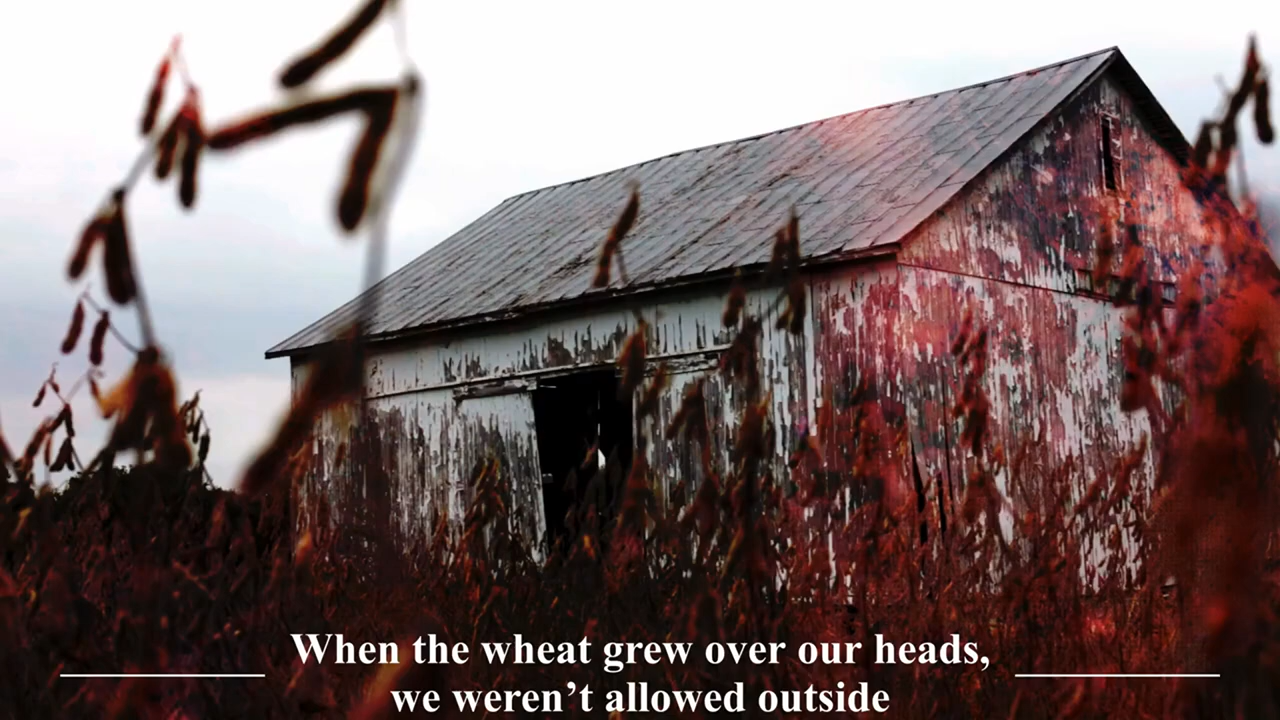 When the wheat grew over our heads,
we weren’t allowed outside